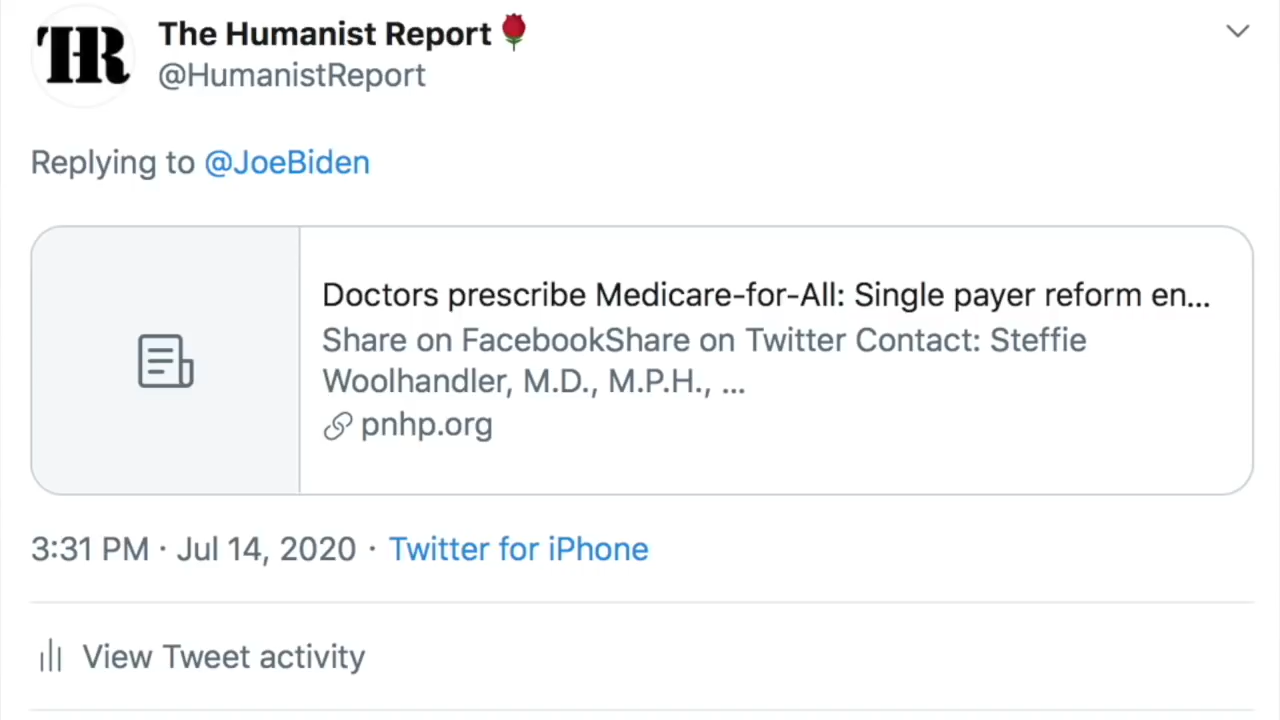 THR
The Humanist Report🌹
@HumanistReport
Replying to @JoeBiden
Doctors prescribe Medicare-for-All: Single payer reform en...
Share on FacebookShare on Twitter Contact: Steffie
Woolhandler, M.D., M.P.H., ...
pnhp.org
3:31 PM · Jul 14, 2020 · Twitter for iPhone
View Tweet activity